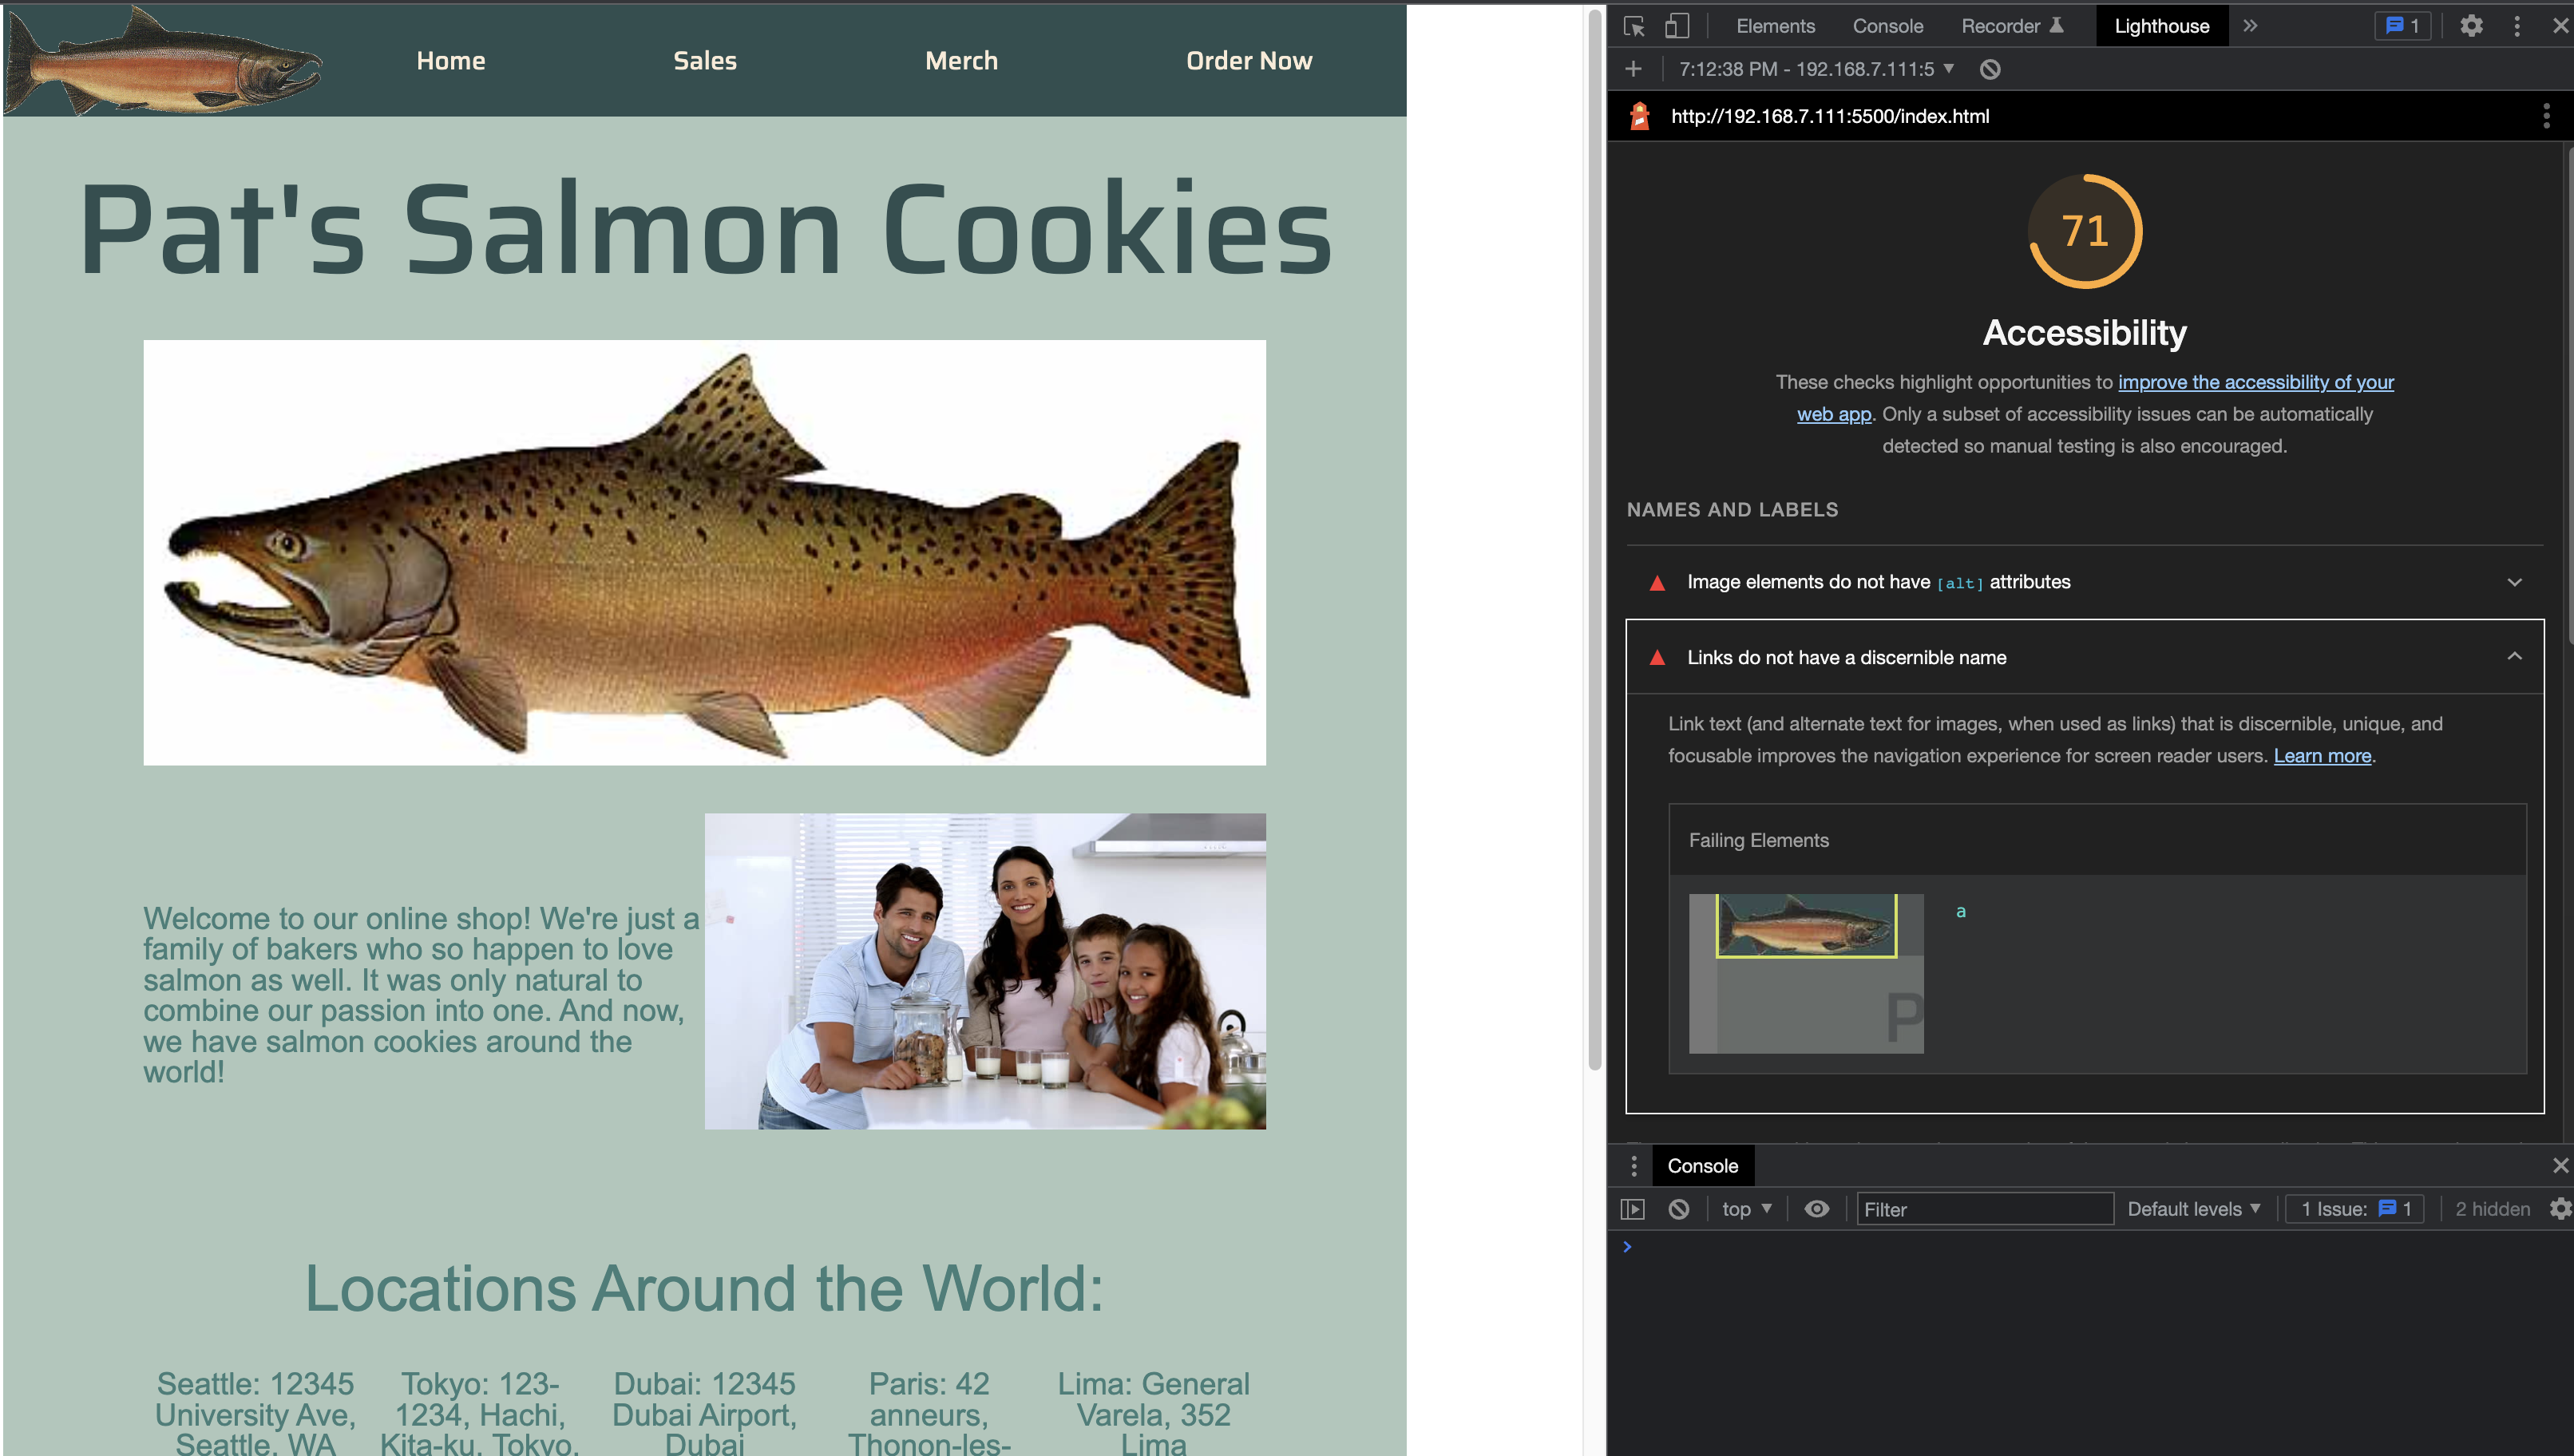 Home
Sales
Merch
Order Now
Pat's Salmon Cookies
Welcome to our online shop! We're just a
family of bakers who so happen to love
salmon as well. It was only natural to
combine our passion into one. And now,
we have salmon cookies around the
world!
Locations Around the World:
Seattle: 12345
University Ave,
Seattle, WA
Tokyo: 123-
1234, Hachi,
Kita-ku, Tokyo,
Dubai: 12345
Dubai Airport,
Dubai
Paris: 42
anneurs,
Thonon-les-
Lima: General
Varela, 352
Lima
Elements
Console
Recorder
Lighthouse
1
7:12:38 PM - 192.168.7.111:5
http://192.168.7.111:5500/index.html
71
Accessibility
These checks highlight opportunities to improve the accessibility of your
web app. Only a subset of accessibility issues can be automatically
detected so manual testing is also encouraged.
NAMES AND LABELS
Image elements do not have [alt] attributes
Links do not have a discernible name
Link text (and alternate text for images, when used as links) that is discernible, unique, and
focusable improves the navigation experience for screen reader users. Learn more.
Failing Elements
a
P
Console
top
Filter
Default levels
1 Issue: 1
2 hidden